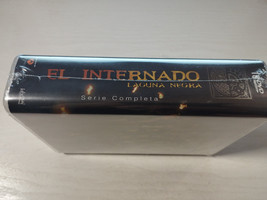 EL INTERNADO
LAGUNA NEGRA
Serie Completa